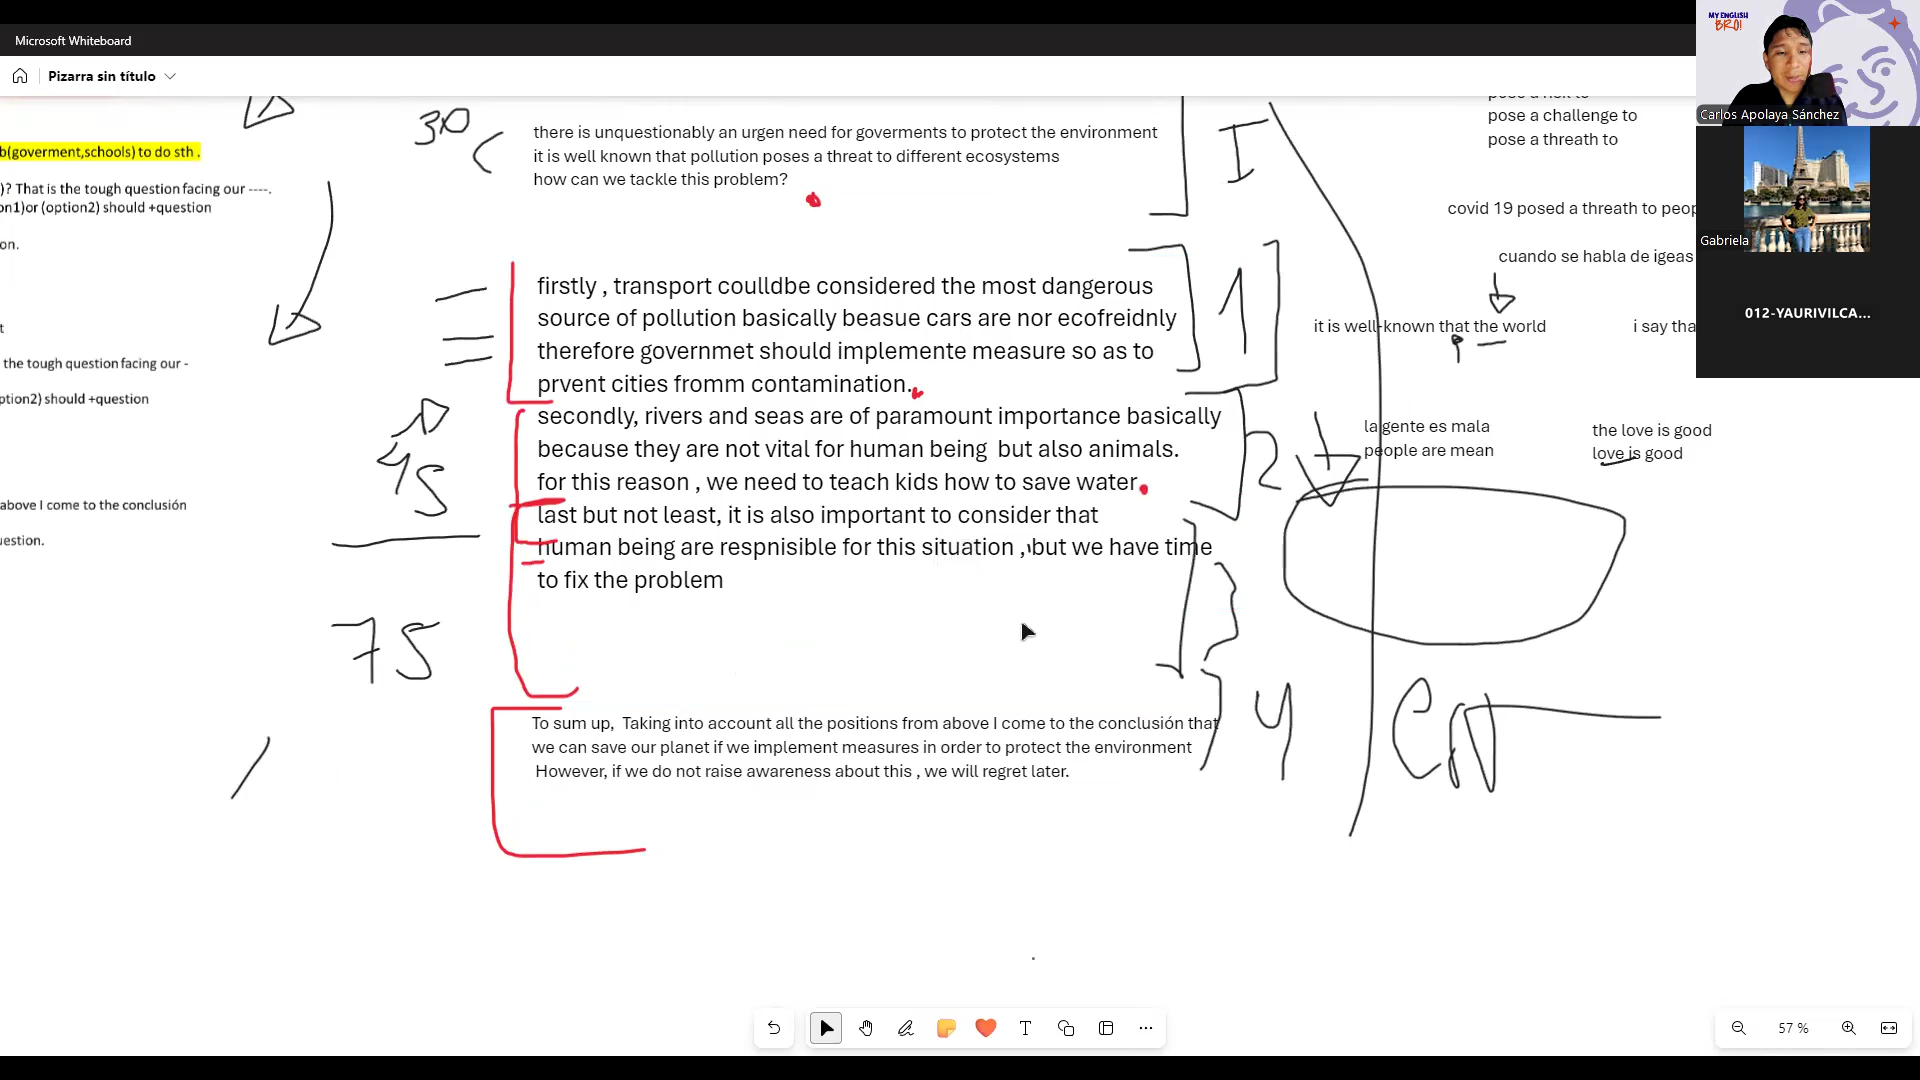 Microsoft Whiteboard
Pizarra sin título
MY ENGLISH
BRO!
Carlos Apolaya Sánchez
Gabriela
012-YAURIVILCA...
b(goverment,schools) to do sth .
)? That is the tough question facing our ----.
on1)or (option2) should +question
on.
t
the tough question facing our -
ption2) should +question
above I come to the conclusión
uestion.
30
45
75
there is unquestionably an urgen need for goverments to protect the environment
it is well known that pollution poses a threat to different ecosystems
how can we tackle this problem?
I
firstly , transport coulldbe considered the most dangerous
source of pollution basically beasue cars are nor ecofreidnly
therefore governmet should implemente measure so as to
prvent cities fromm contamination.
1
secondly, rivers and seas are of paramount importance basically
because they are not vital for human being but also animals.
for this reason , we need to teach kids how to save water
2
last but not least, it is also important to consider that
human being are respnisible for this situation , but we have time
to fix the problem
To sum up, Taking into account all the positions from above I come to the conclusión that
we can save our planet if we implement measures in order to protect the environment
However, if we do not raise awareness about this , we will regret later.
4
pose a challenge to
pose a threath to
covid 19 posed a threath to peop
cuando se habla de igeas
it is well-known that the world
i say tha
la gente es mala
people are mean
the love is good
love is good
57 %